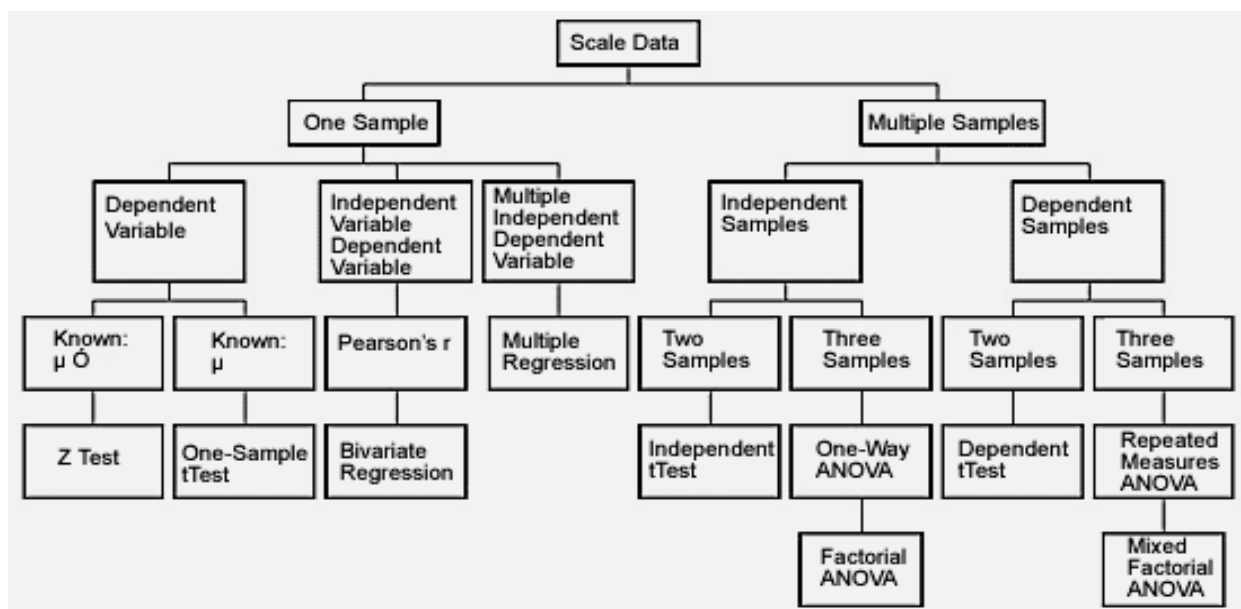 Scale Data
One Sample
Multiple Samples
Dependent
Variable
Independent
Variable
Dependent
Variable
Multiple
Independent
Dependent
Variable
Independent
Samples
Dependent
Samples
Known:
μ Ó
Known:
μ
Pearson's r
Multiple
Regression
Two
Samples
Three
Samples
Two
Samples
Three
Samples
Z Test
One-Sample
tTest
Bivariate
Regression
Independent
tTest
One-Way
ANOVA
Dependent
tTest
Repeated
Measures
ANOVA
Factorial
ANOVA
Mixed
Factorial
ANOVA